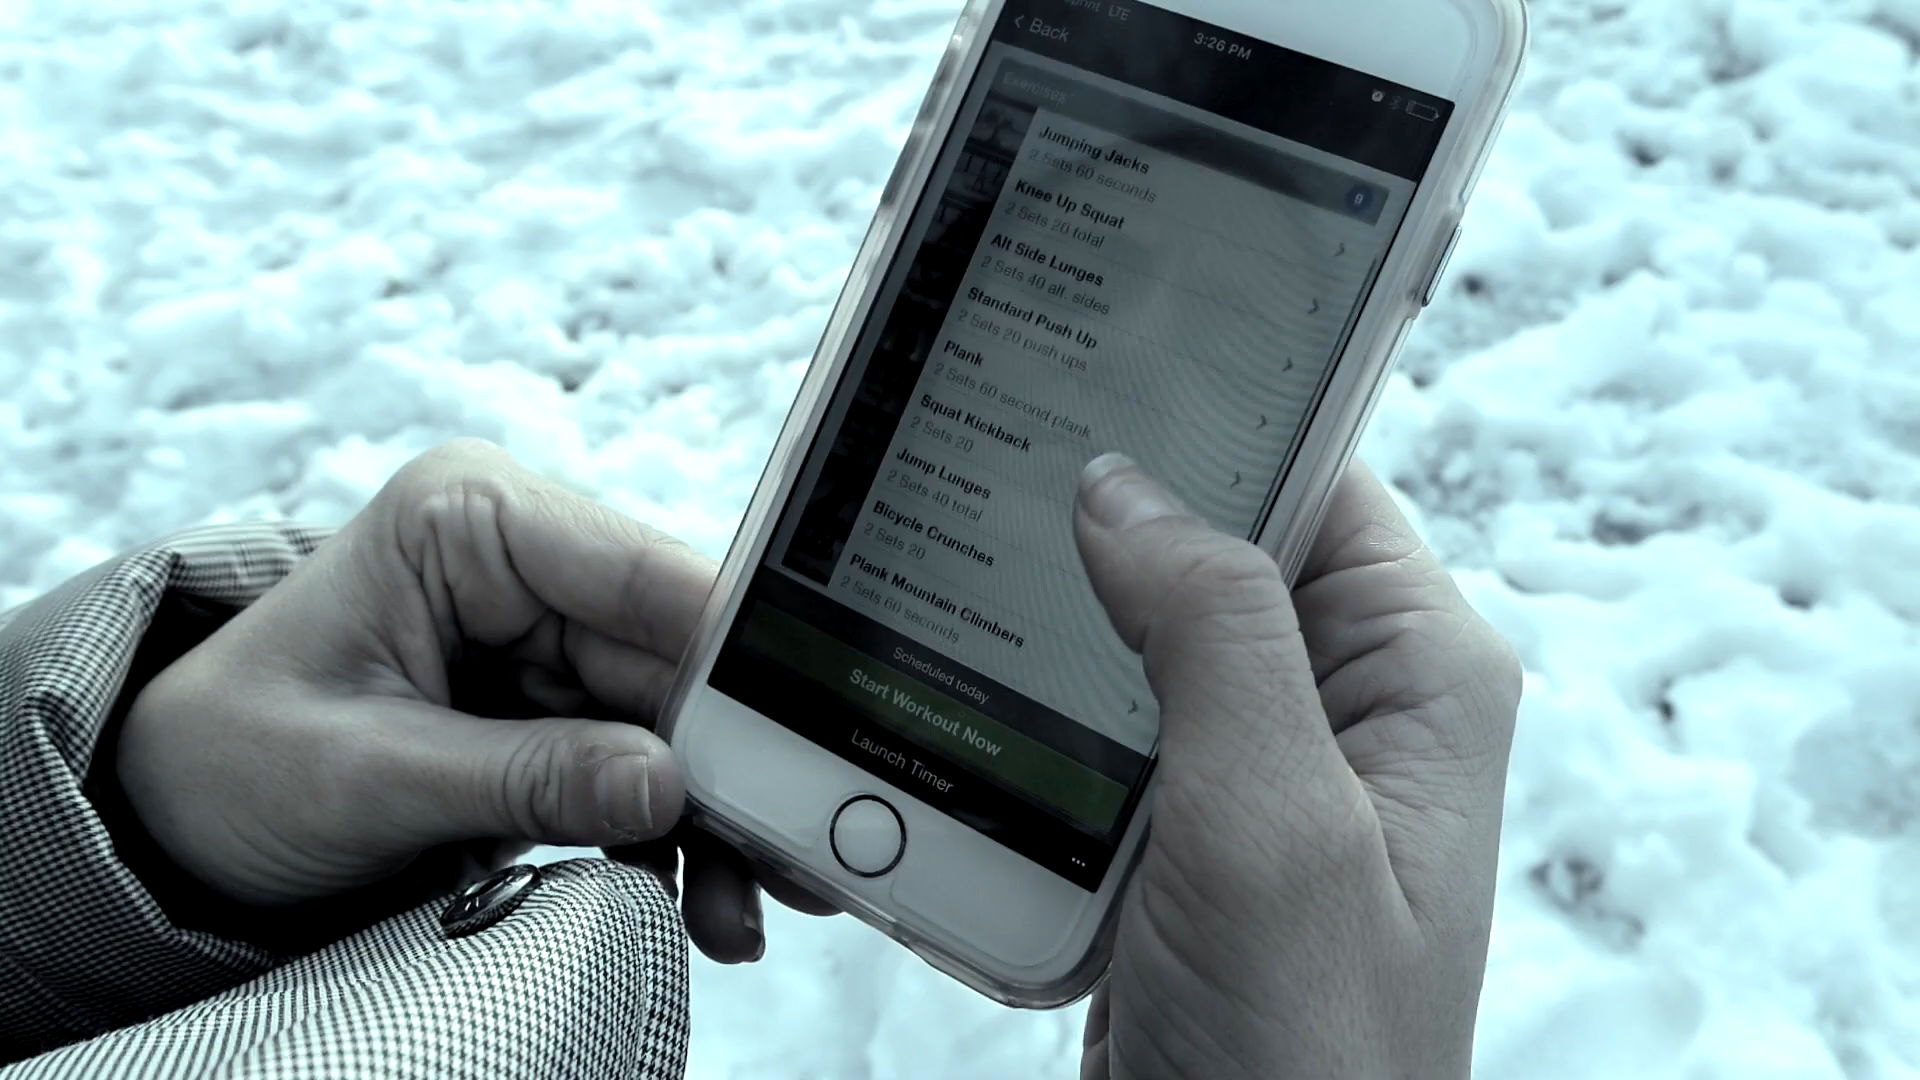 LTE
Back
3:26 PM
Exercises
9
Jumping Jacks
2 Sets 60 seconds
Knee Up Squat
2 Sets 20 total
Alt Side Lunges
2 Sets 40 alt. sides
Standard Push Up
2 Sets 20 push ups
Plank
2 Sets 60 second plank
Squat Kickback
2 Sets 20
Jump Lunges
2 Sets 40 total
Bicycle Crunches
2 Sets 20
Plank Mountain Climbers
2 Sets 60 seconds
Scheduled today
Start Workout Now
Launch Timer
...